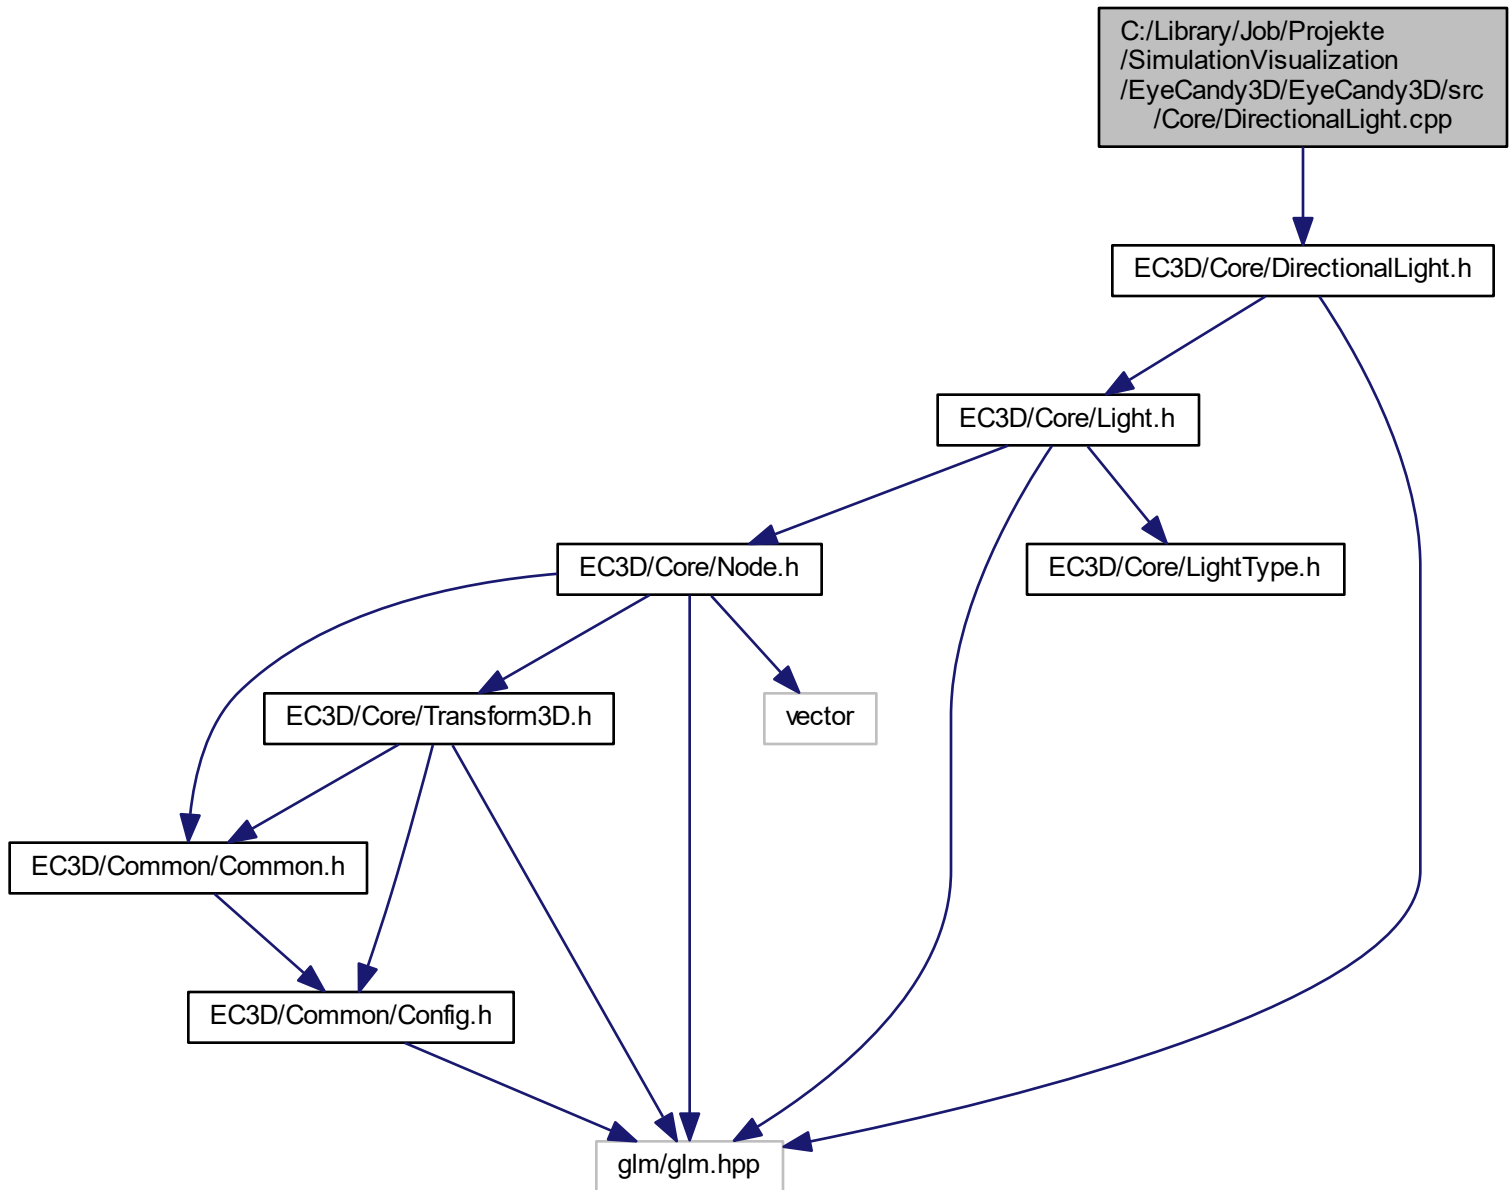 C:/Library/Job/Projekte
/SimulationVisualization
/EyeCandy3D/EyeCandy3D/src
/Core/DirectionalLight.cpp
EC3D/Core/DirectionalLight.h
EC3D/Core/Light.h
EC3D/Core/Node.h
EC3D/Core/LightType.h
EC3D/Core/Transform3D.h
vector
EC3D/Common/Common.h
EC3D/Common/Config.h
glm/glm.hpp